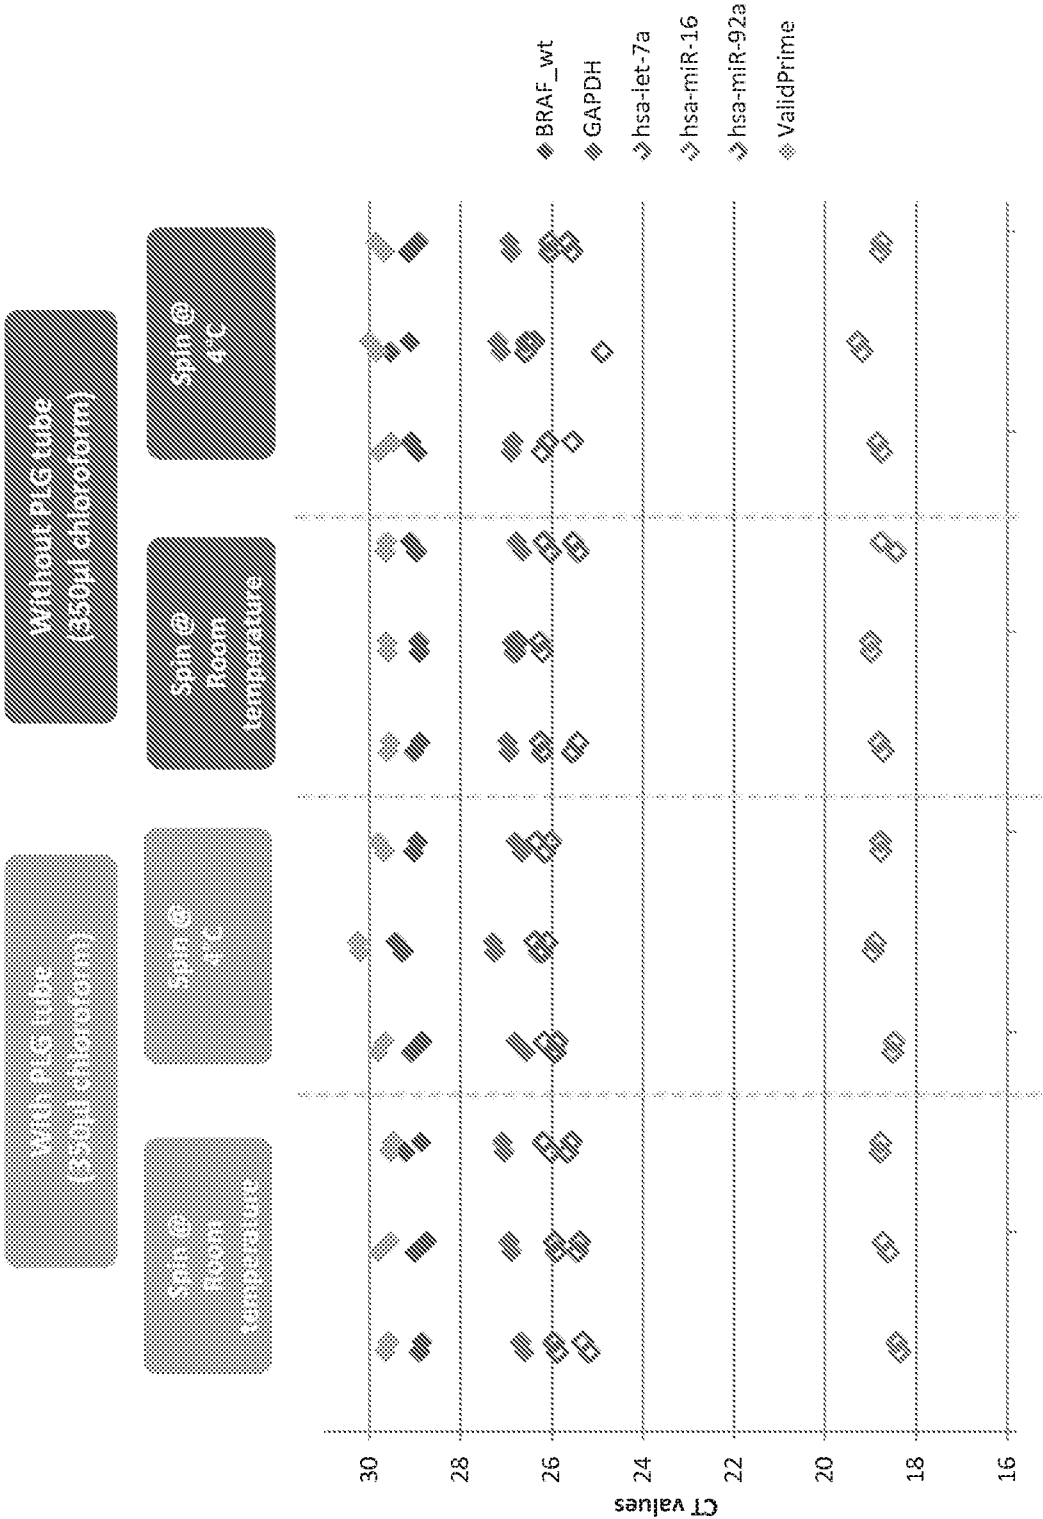 With PLG tube
(350µl chloroform)
Without PLG tube
(350µl chloroform)
Spin @
Room
temperature
Spin @
4°C
Spin @
Room
temperature
Spin @
4°C
CT values
30
28
26
24
22
20
18
16
BRAF_wt
GAPDH
hsa-let-7a
hsa-miR-16
hsa-miR-92a
ValidPrime